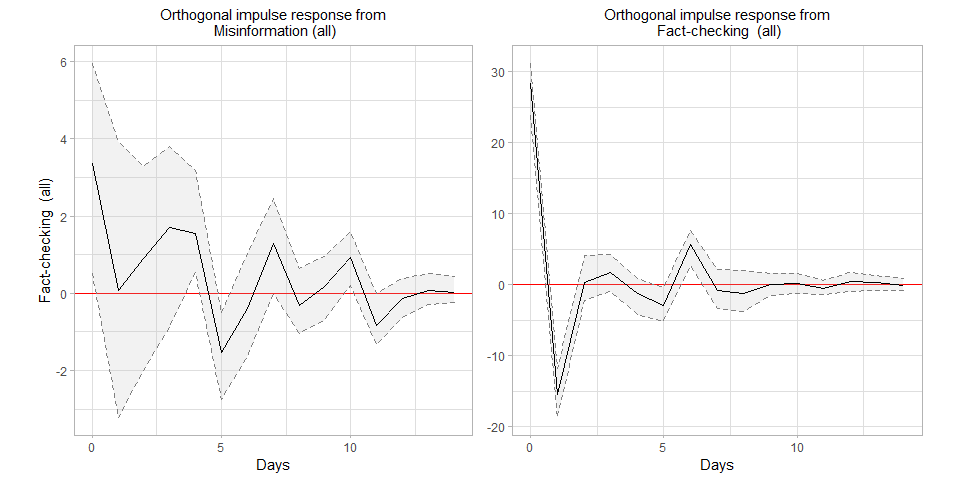 Orthogonal impulse response from
Misinformation (all)
Fact-checking (all)
6
4
2
0
-2
0
5
10
Days
Orthogonal impulse response from
Fact-checking (all)
30
20
10
0
-10
-20
0
5
10
Days